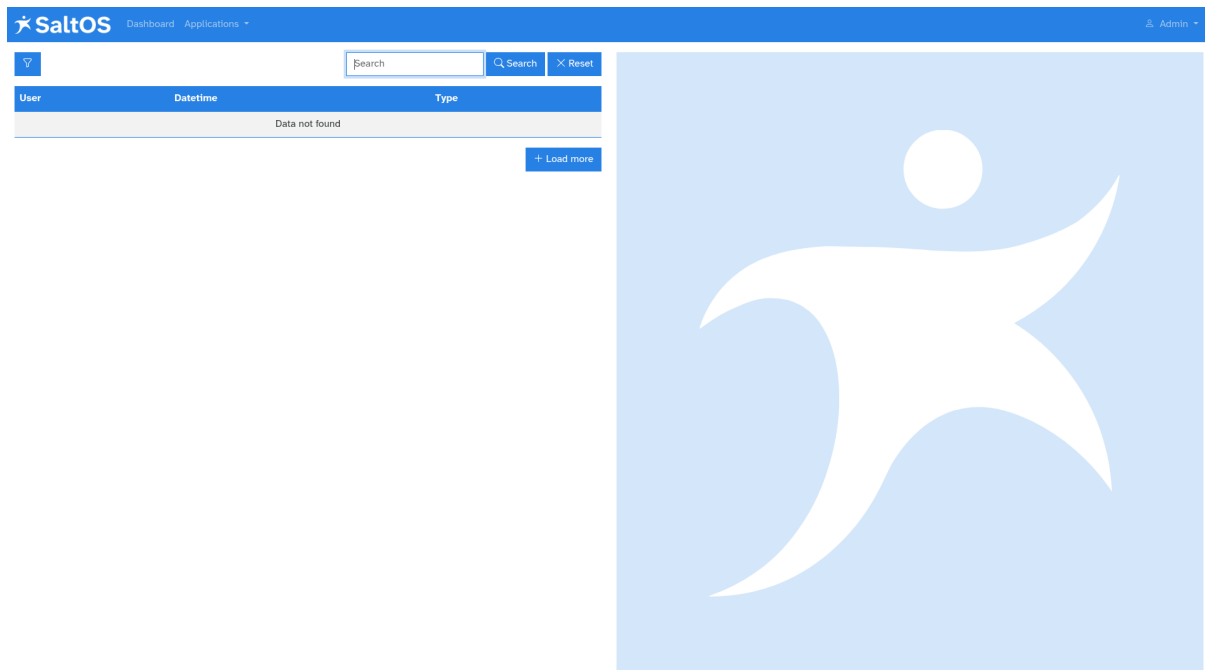 SaltOS Dashboard Applications Admin
Search Search Reset
User Datetime Type
Data not found
Load more